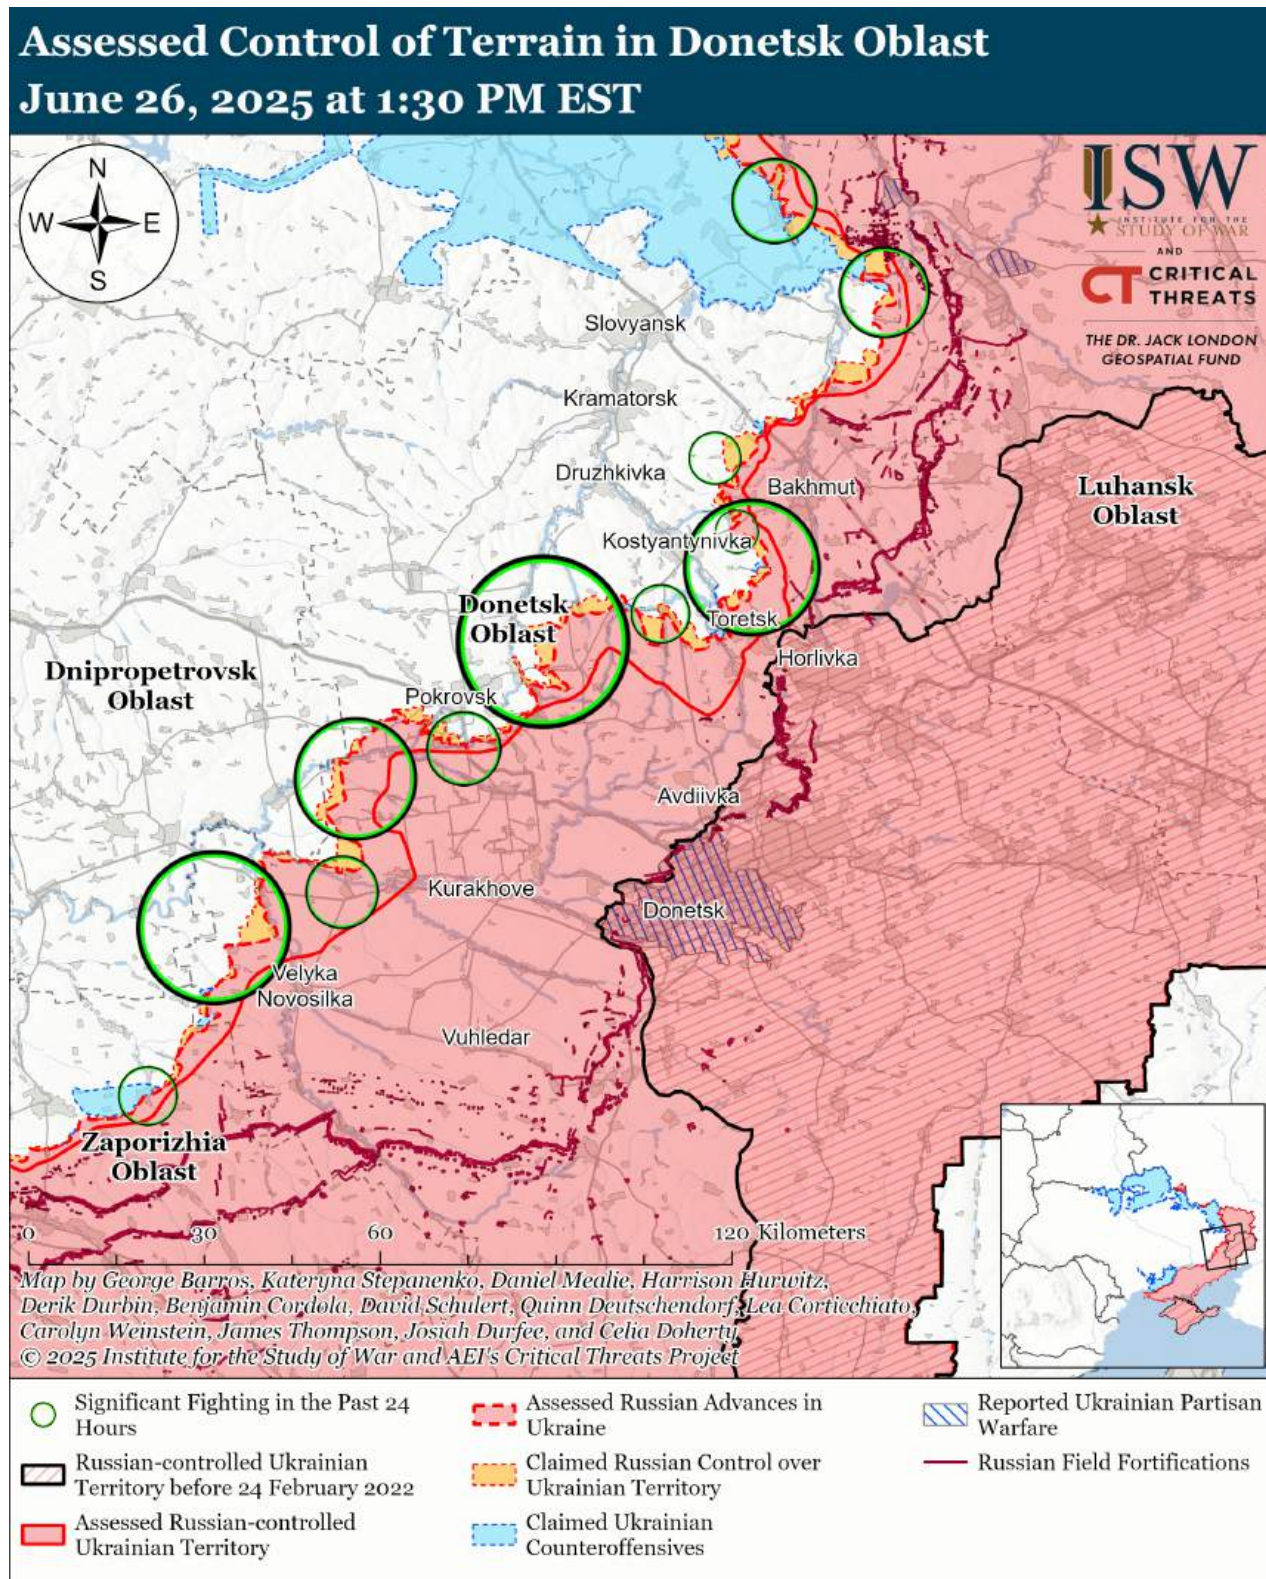 Assessed Control of Terrain in Donetsk Oblast
June 26, 2025 at 1:30 PM EST
N
W
E
S
ISW
INSTITUTE FOR THE
STUDY OF WAR
AND
CT CRITICAL
THREATS
THE DR. JACK LONDON
GEOSPATIAL FUND
Slovyansk
Kramatorsk
Druzhkivka
Bakhmut
Luhansk
Oblast
Kostyantynivka
Donetsk
Oblast
Toretsk
Horlivka
Dnipropetrovsk
Oblast
Pokrovsk
Avdiivka
Kurakhove
Donetsk
Velyka
Novosilka
Vuhledar
Zaporizhia
Oblast
0
30
60
120 Kilometers
Map by George Barros, Kateryna Stepanenko, Daniel Mealie, Harrison Hurwitz,
Derik Durbin, Benjamin Cordola, David Schulert, Quinn Deutschendorf, Lea Corticchiato,
Carolyn Weinstein, James Thompson, Josiah Durfee, and Celia Doherty
© 2025 Institute for the Study of War and AEI's Critical Threats Project
Significant Fighting in the Past 24
Hours
Russian-controlled Ukrainian
Territory before 24 February 2022
Assessed Russian-controlled
Ukrainian Territory
Assessed Russian Advances in
Ukraine
Claimed Russian Control over
Ukrainian Territory
Claimed Ukrainian
Counteroffensives
Reported Ukrainian Partisan
Warfare
Russian Field Fortifications